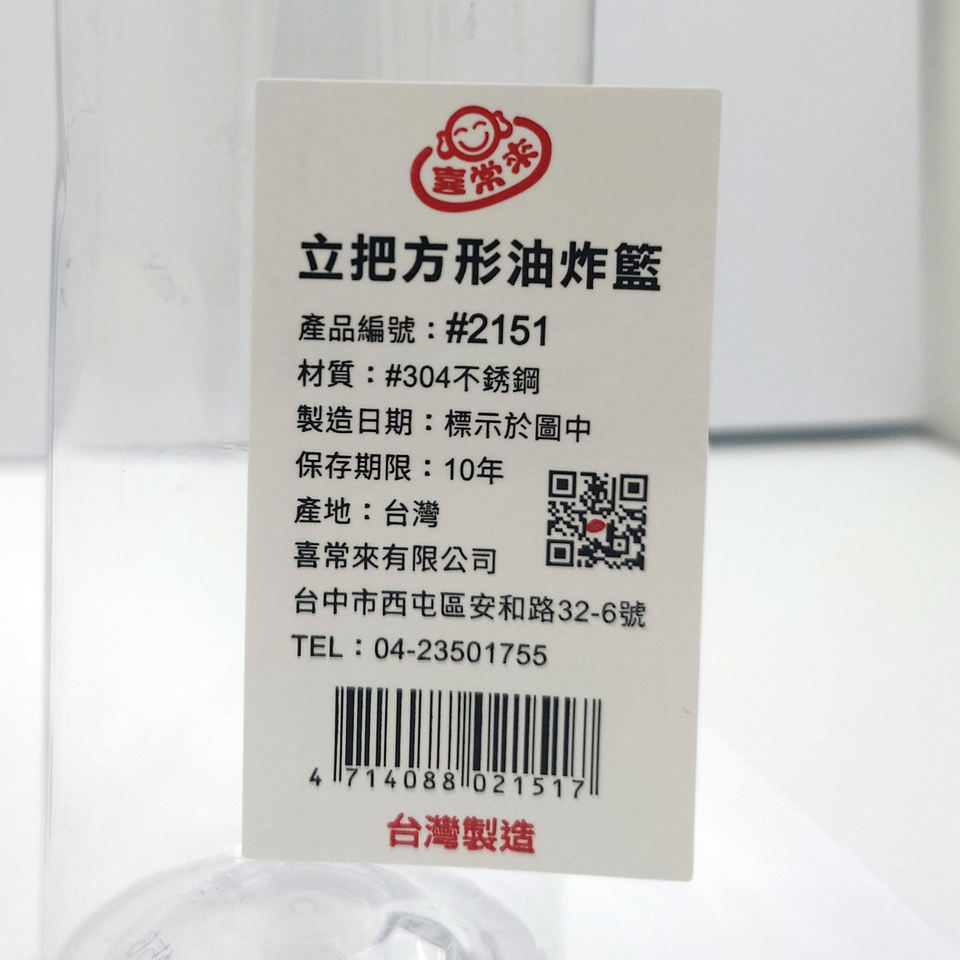 喜常來
立把方形油炸籃
產品編號：#2151
材質：#304不銹鋼
製造日期：標示於圖中
保存期限：10年
產地：台灣
喜常來有限公司
台中市西屯區安和路32-6號
TEL：04-23501755
4 714088 021517
台灣製造